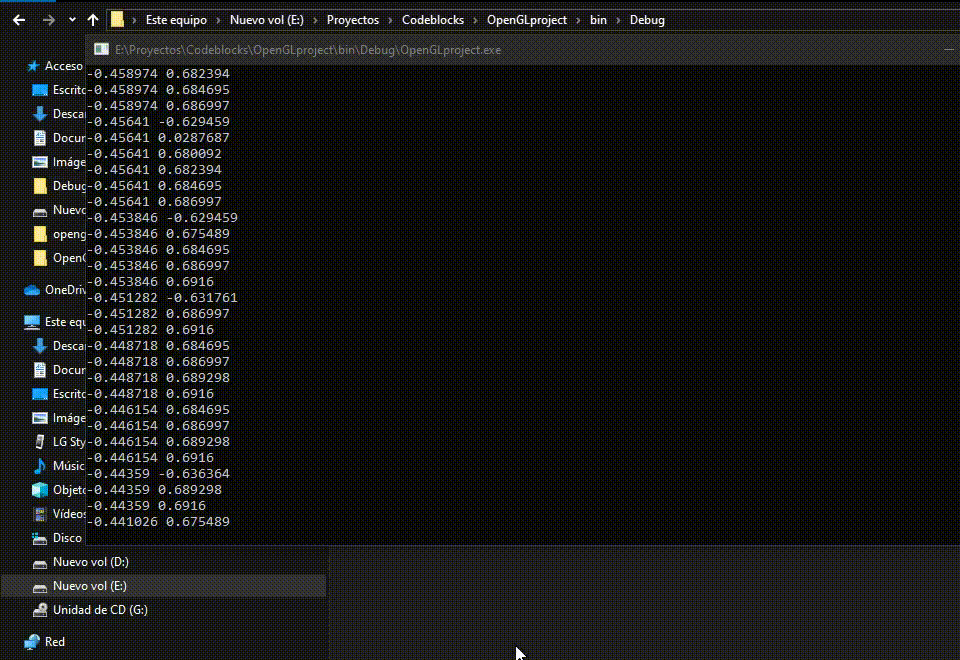 Este equipo > Nuevo vol (E:) > Proyectos > Codeblocks > OpenGLproject > bin > Debug
E:\Proyectos\Codeblocks\OpenGLproject\bin\Debug\OpenGLproject.exe
Acceso
Escrito
Desca
Docun
Imáge
Debug
Nuevo
openg
OpenG
OneDriv
Este equ
Desca
Docun
Escrito
Imáge
LG Sty
Músic
Objeto
Vídeos
Disco
Nuevo vol (D:)
Nuevo vol (E:)
Unidad de CD (G:)
Red
-0.458974 0.682394
-0.458974 0.684695
-0.458974 0.686997
-0.45641 -0.629459
-0.45641 0.0287687
-0.45641 0.680092
-0.45641 0.682394
-0.45641 0.684695
-0.45641 0.686997
-0.453846 -0.629459
-0.453846 0.675489
-0.453846 0.684695
-0.453846 0.686997
-0.453846 0.6916
-0.451282 -0.631761
-0.451282 0.686997
-0.451282 0.6916
-0.448718 0.684695
-0.448718 0.686997
-0.448718 0.689298
-0.448718 0.6916
-0.446154 0.684695
-0.446154 0.686997
-0.446154 0.689298
-0.446154 0.6916
-0.44359 -0.636364
-0.44359 0.689298
-0.44359 0.6916
-0.441026 0.675489